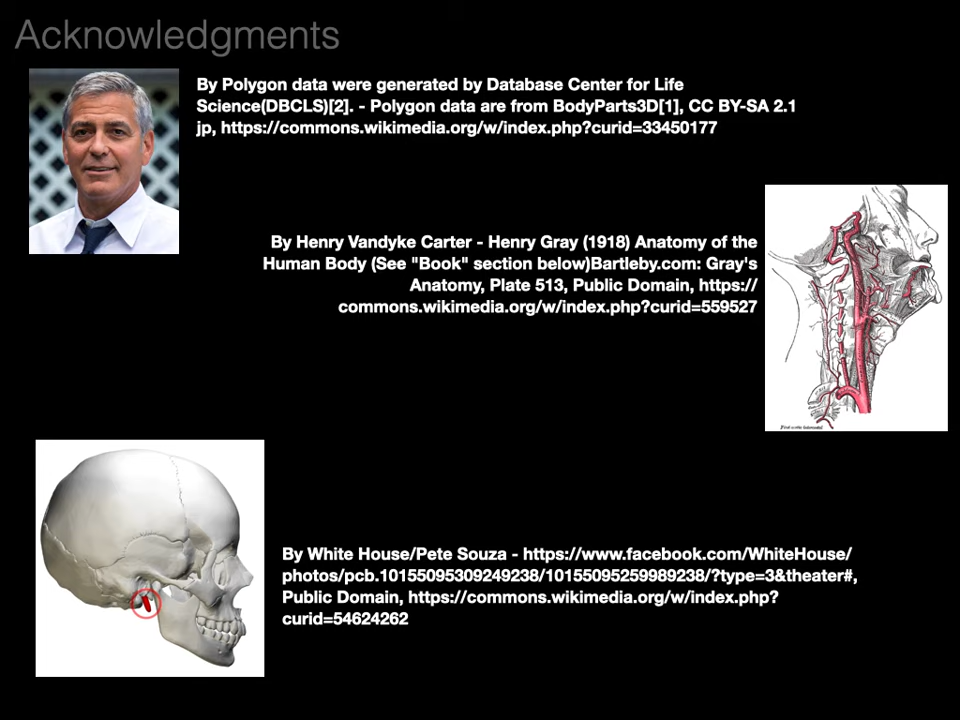 Acknowledgments
By Polygon data were generated by Database Center for Life
Science(DBCLS)[2]. - Polygon data are from BodyParts3D[1], CC BY-SA 2.1
jp, https://commons.wikimedia.org/w/index.php?curid=33450177
By Henry Vandyke Carter - Henry Gray (1918) Anatomy of the
Human Body (See "Book" section below)Bartleby.com: Gray's
Anatomy, Plate 513, Public Domain, https://
commons.wikimedia.org/w/index.php?curid=559527
By White House/Pete Souza - https://www.facebook.com/WhiteHouse/
photos/pcb.10155095309249238/10155095259989238/?type=3&theater#,
Public Domain, https://commons.wikimedia.org/w/index.php?
curid=54624262